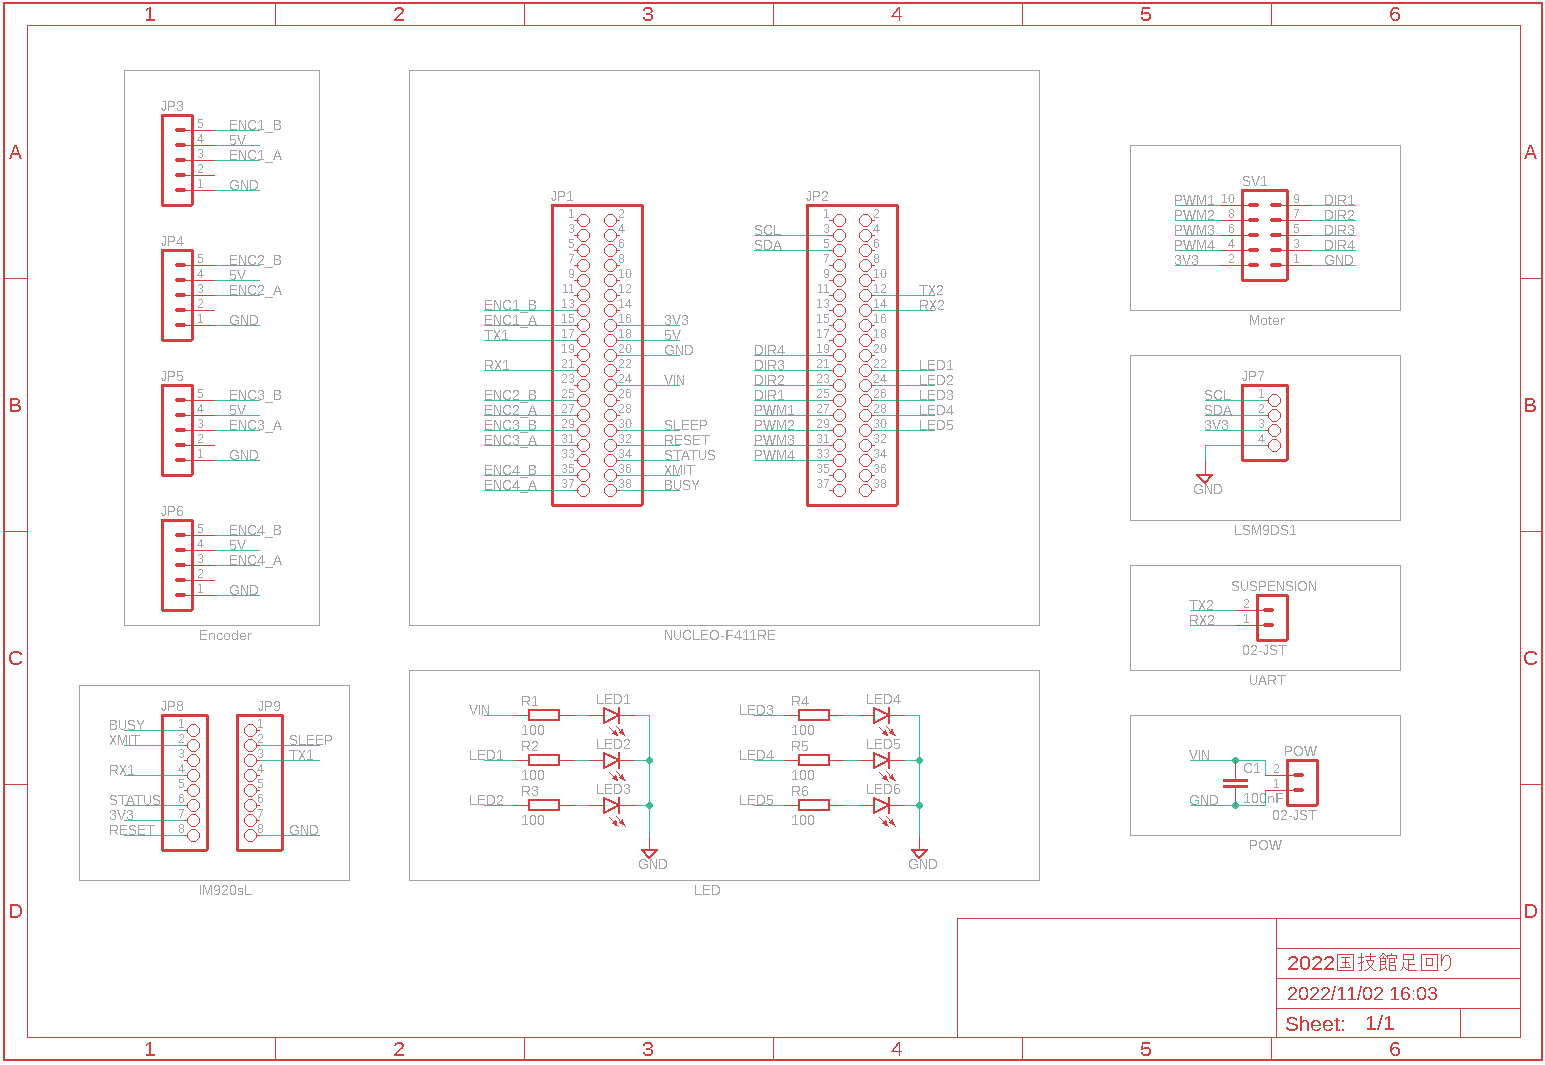 1 2 3 4 5 6
A
B
C
D
A
B
C
D
JP3
5 ENC1_B
4 5V
3 ENC1_A
2
1 GND
JP4
5 ENC2_B
4 5V
3 ENC2_A
2
1 GND
JP5
5 ENC3_B
4 5V
3 ENC3_A
2
1 GND
JP6
5 ENC4_B
4 5V
3 ENC4_A
2
1 GND
Encoder
JP1
1 2
3 4
5 6
7 8
9 10
11 12
ENC1_B 13 14
ENC1_A 15 16 3V3
TX1 17 18 5V
19 20 GND
RX1 21 22
23 24 VIN
ENC2_B 25 26
ENC2_A 27 28
ENC3_B 29 30 SLEEP
ENC3_A 31 32 RESET
33 34 STATUS
ENC4_B 35 36 XMIT
ENC4_A 37 38 BUSY
JP2
1 2
SCL 3 4
SDA 5 6
7 8
9 10
11 12 TX2
13 14 RX2
15 16
17 18
DIR4 19 20
DIR3 21 22 LED1
DIR2 23 24 LED2
DIR1 25 26 LED3
PWM1 27 28 LED4
PWM2 29 30 LED5
PWM3 31 32
PWM4 33 34
35 36
37 38
NUCLEO-F411RE
SV1
PWM1 10 9 DIR1
PWM2 8 7 DIR2
PWM3 6 5 DIR3
PWM4 4 3 DIR4
3V3 2 1 GND
Moter
JP7
SCL 1
SDA 2
3V3 3
4
GND
LSM9DS1
SUSPENSION
TX2 2
RX2 1
02-JST
UART
VIN POW
C1 2
1
GND 100nF
02-JST
POW
JP8
BUSY 1
XMIT 2
3
RX1 4
5
STATUS 6
3V3 7
RESET 8
JP9
1
2 SLEEP
3 TX1
4
5
6
7
8 GND
IM920sL
VIN R1 LED1
100
LED1 R2 LED2
100
LED2 R3 LED3
100
GND
LED3 R4 LED4
100
LED4 R5 LED5
100
LED5 R6 LED6
100
GND
LED
2022国技館足回り
2022/11/02 16:03
Sheet: 1/1
1 2 3 4 5 6